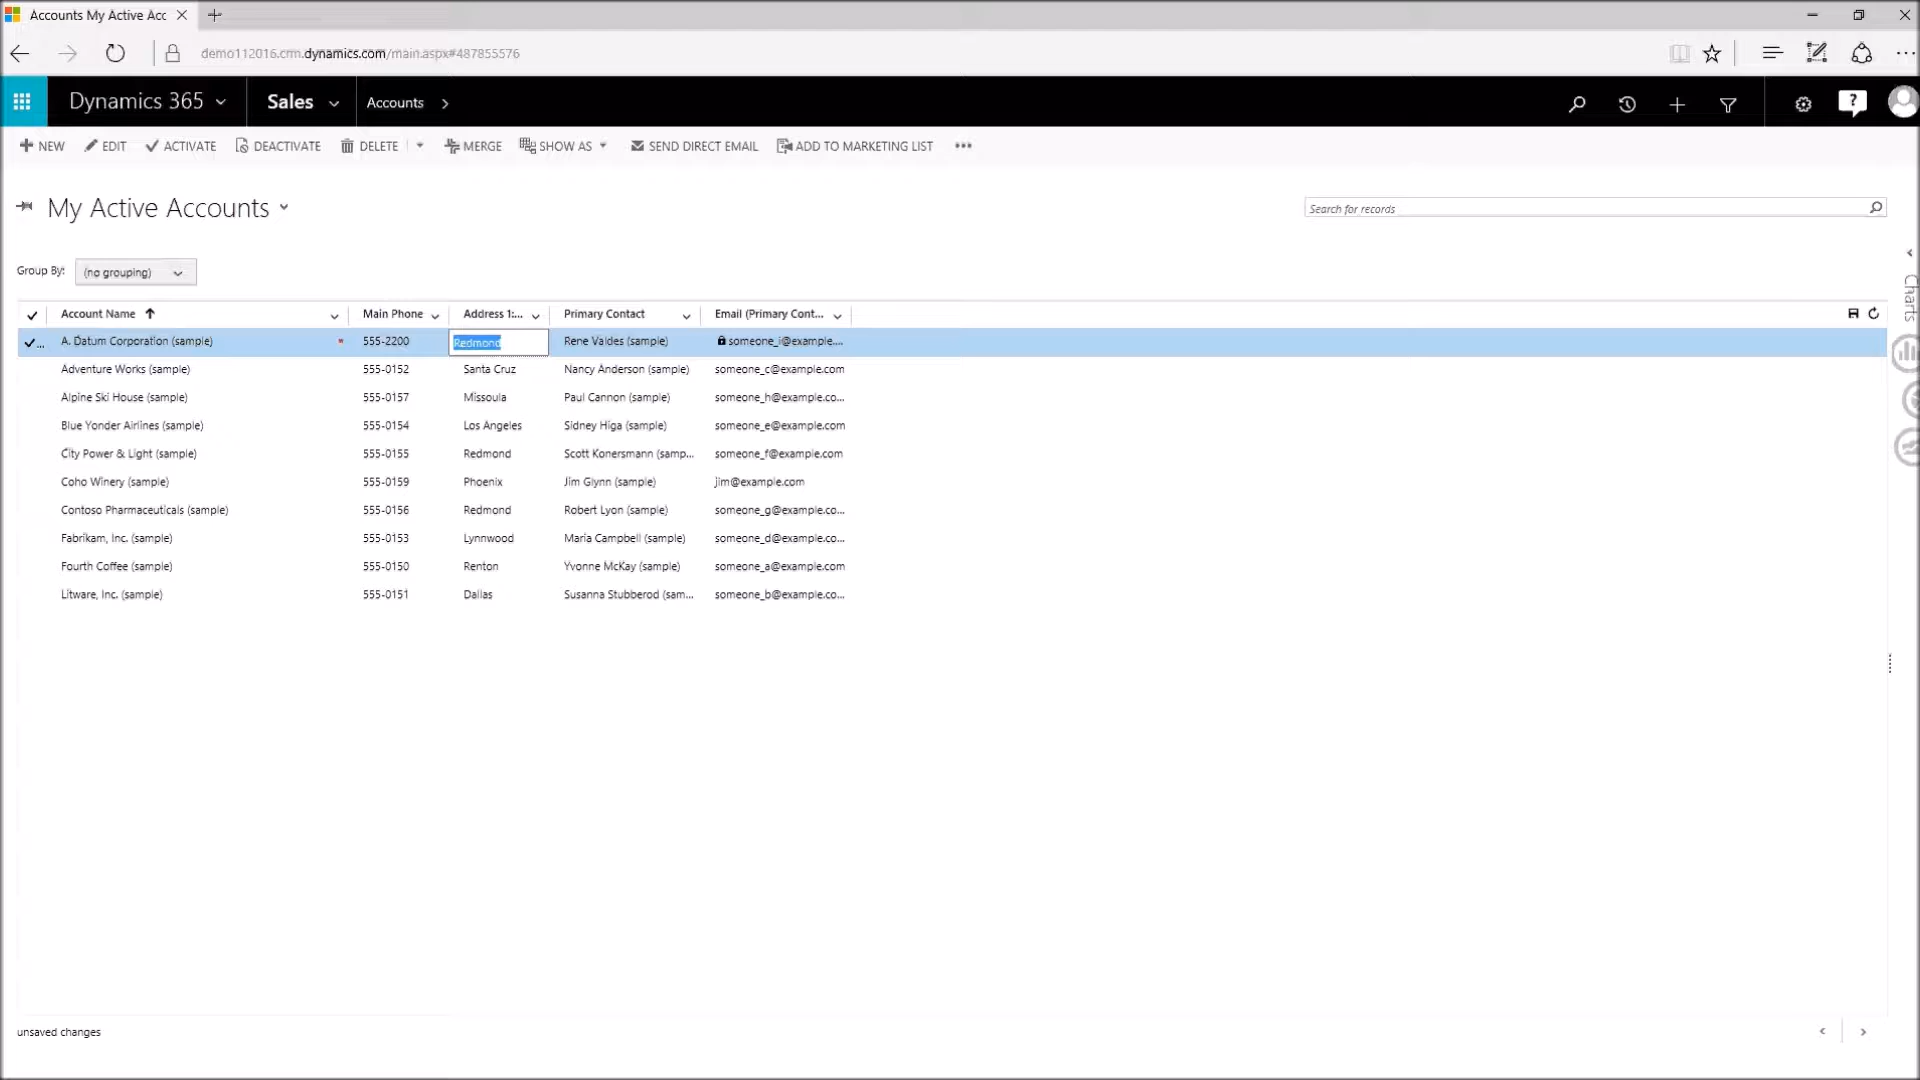 Accounts My Active Acc
demo112016.crm.dynamics.com/main.aspx#487855576
Dynamics 365 Sales Accounts
NEW EDIT ACTIVATE DEACTIVATE DELETE MERGE SHOW AS SEND DIRECT EMAIL ADD TO MARKETING LIST •••
My Active Accounts
Search for records
Group By: (no grouping)
Charts
Account Name Main Phone Address 1:... Primary Contact Email (Primary Cont...
A. Datum Corporation (sample) * 555-2200 Redmond Rene Valdes (sample) someone_i@example....
Adventure Works (sample) 555-0152 Santa Cruz Nancy Anderson (sample) someone_c@example.com
Alpine Ski House (sample) 555-0157 Missoula Paul Cannon (sample) someone_h@example.co...
Blue Yonder Airlines (sample) 555-0154 Los Angeles Sidney Higa (sample) someone_e@example.com
City Power & Light (sample) 555-0155 Redmond Scott Konersmann (samp... someone_f@example.com
Coho Winery (sample) 555-0159 Phoenix Jim Glynn (sample) jim@example.com
Contoso Pharmaceuticals (sample) 555-0156 Redmond Robert Lyon (sample) someone_g@example.co...
Fabrikam, Inc. (sample) 555-0153 Lynnwood Maria Campbell (sample) someone_d@example.co...
Fourth Coffee (sample) 555-0150 Renton Yvonne McKay (sample) someone_a@example.com
Litware, Inc. (sample) 555-0151 Dallas Susanna Stubberod (sam... someone_b@example.co...
unsaved changes